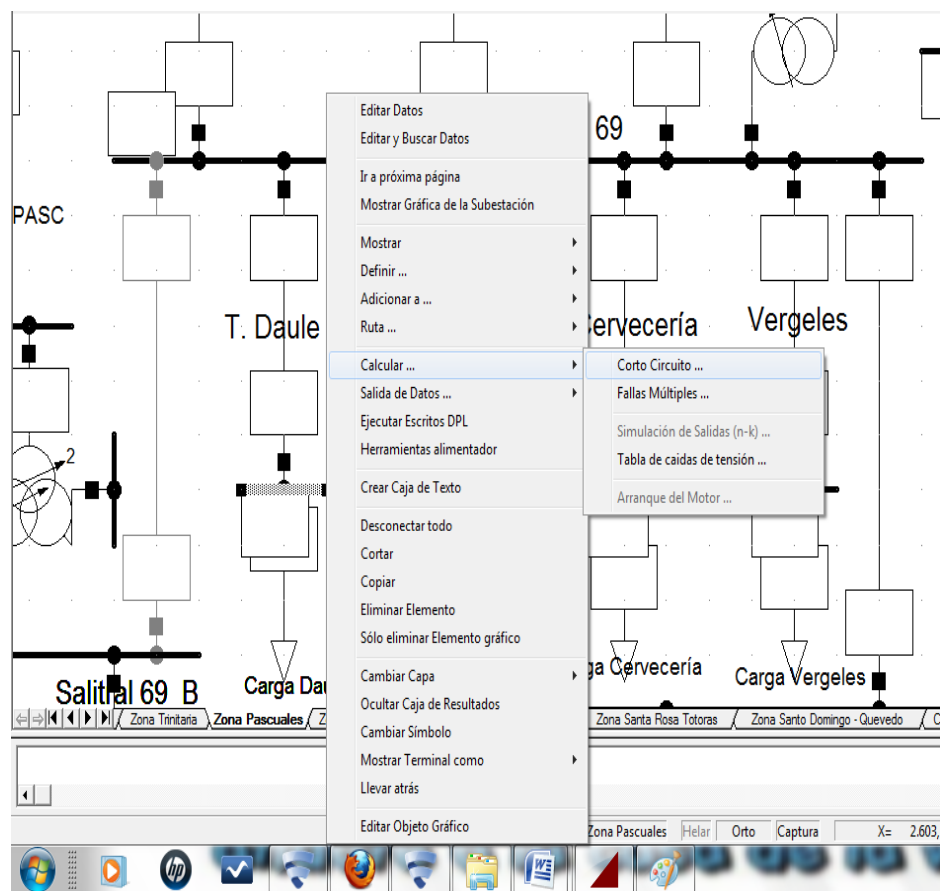 Editar Datos
Editar y Buscar Datos
Ir a próxima página
Mostrar Gráfica de la Subestación
Mostrar
Definir ...
Adicionar a ...
Ruta ...
Calcular ...
Salida de Datos ...
Ejecutar Escritos DPL
Herramientas alimentador
Crear Caja de Texto
Desconectar todo
Cortar
Copiar
Eliminar Elemento
Sólo eliminar Elemento gráfico
Cambiar Capa
Ocultar Caja de Resultados
Cambiar Símbolo
Mostrar Terminal como
Llevar atrás
Editar Objeto Gráfico
Corto Circuito ...
Fallas Múltiples ...
Simulación de Salidas (n-k) ...
Tabla de caidas de tensión ...
Arranque del Motor ...
69
PASC
T. Daule
Vergeles
2
Salitral 69 B
Carga
Cervecería
Carga Vergeles
Zona Trinitaria
Zona Pascuales
Zona Santa Rosa Totoras
Zona Santo Domingo - Quevedo
Zona Pascuales
Helar
Orto
Captura
X= 2.603,
hp
W